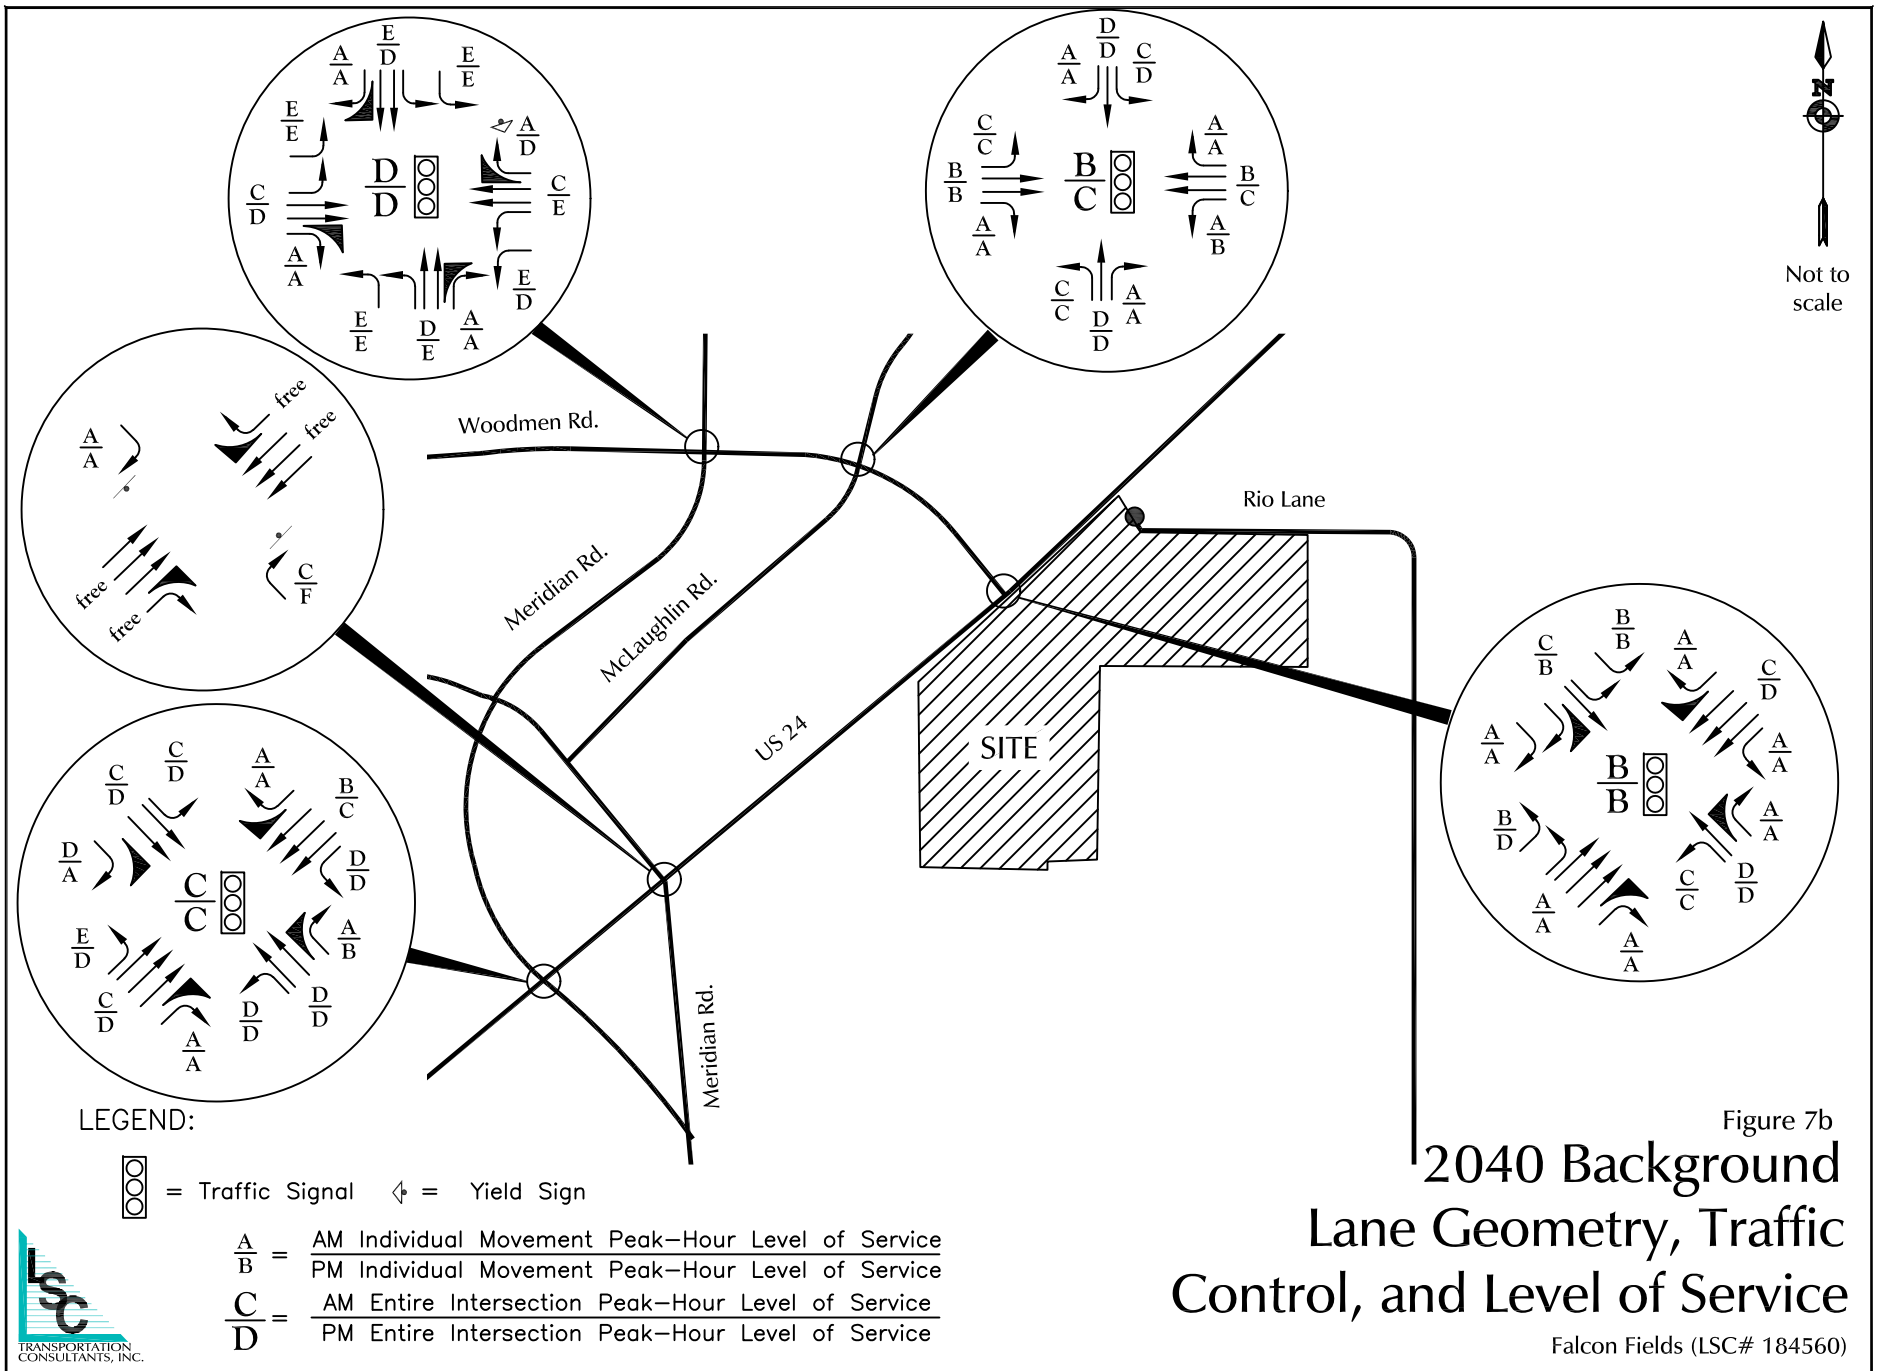 E
D
A
A
E
E
E
E
A
D
D
D
C
D
C
E
A
A
E
D
E
E
D
E
A
A
D
D
A
A
C
D
C
C
A
A
B
B
B
C
B
C
A
A
A
B
C
C
A
A
D
D
N
Not to
scale
free
free
A
A
C
F
free
free
Woodmen Rd.
Meridian Rd.
McLaughlin Rd.
US 24
Rio Lane
SITE
Meridian Rd.
B
B
C
B
A
A
C
D
A
A
A
A
B
B
B
D
A
A
A
A
C
C
D
D
A
A
C
D
C
D
A
A
B
C
D
A
D
D
C
C
E
D
A
B
C
D
D
D
D
D
A
A
LEGEND:
= Traffic Signal = Yield Sign
A
B
=
AM Individual Movement Peak-Hour Level of Service
PM Individual Movement Peak-Hour Level of Service
C
D
=
AM Entire Intersection Peak-Hour Level of Service
PM Entire Intersection Peak-Hour Level of Service
LSC
TRANSPORTATION
CONSULTANTS, INC.
Figure 7b
2040 Background
Lane Geometry, Traffic
Control, and Level of Service
Falcon Fields (LSC# 184560)